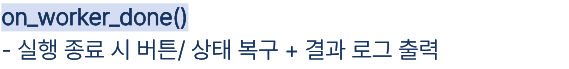 on_worker_done()
- 실행 종료 시 버튼/ 상태 복구 + 결과 로그 출력